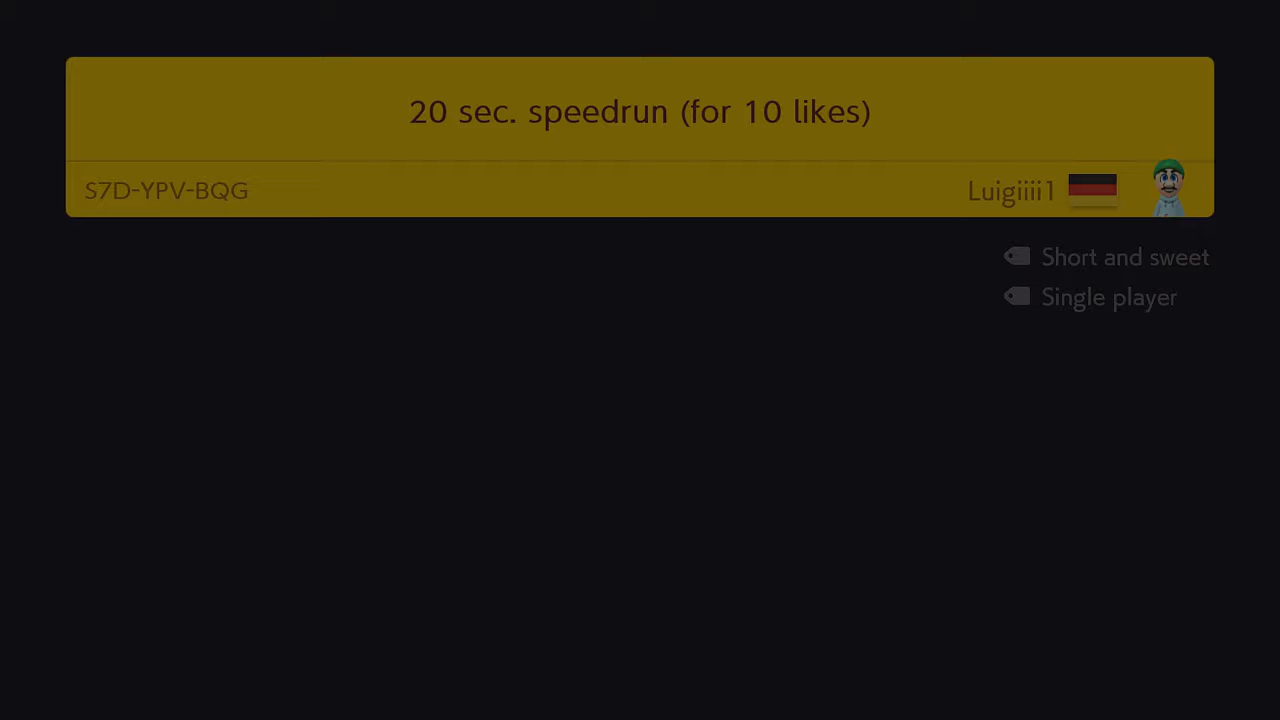 20 sec. speedrun (for 10 likes)
S7D-YPV-BQG
Luigiiii1
Short and sweet
Single player